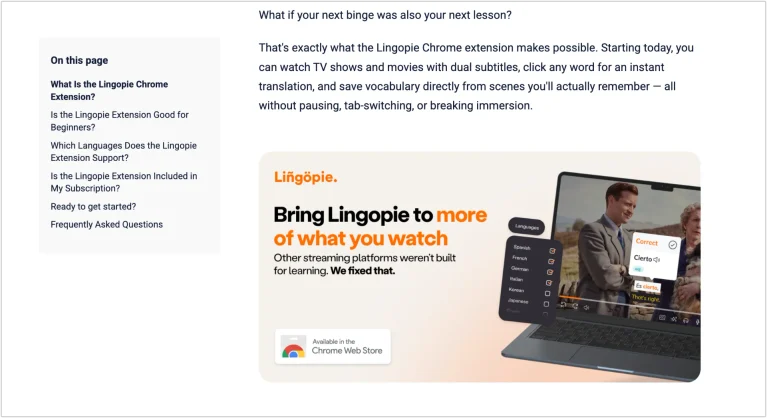 What if your next binge was also your next lesson?
On this page
What Is the Lingopie Chrome
Extension?
Is the Lingopie Extension Good for
Beginners?
Which Languages Does the Lingopie
Extension Support?
Is the Lingopie Extension Included in
My Subscription?
Ready to get started?
Frequently Asked Questions
That's exactly what the Lingopie Chrome extension makes possible. Starting today, you
can watch TV shows and movies with dual subtitles, click any word for an instant
translation, and save vocabulary directly from scenes you'll actually remember — all
without pausing, tab-switching, or breaking immersion.
Liñgöpie.
Bring Lingopie to more
of what you watch
Other streaming platforms weren't built
for learning. We fixed that.
Available in the
Chrome Web Store
Languages
Spanish
French
German
Italian
Korean
Japanese
Correct
Cierto
Es cierto.
That's right.